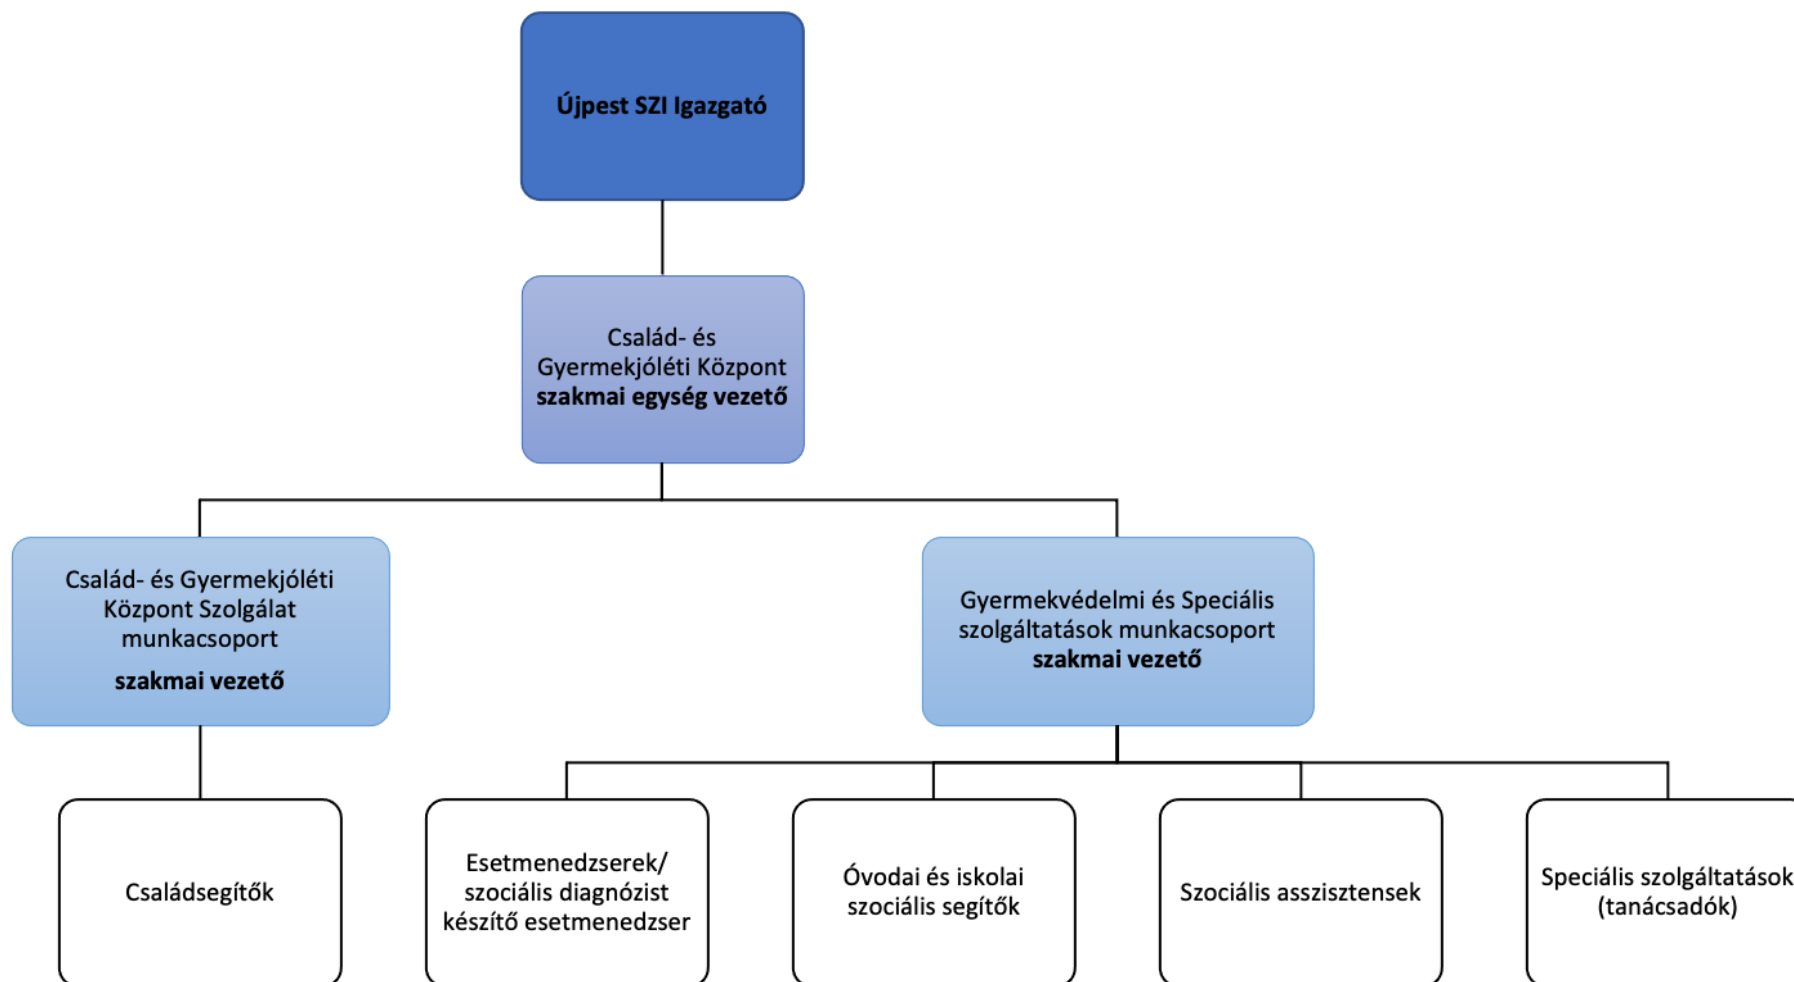 Újpest SZI Igazgató
Család- és
Gyermekjóléti Központ
szakmai egység vezető
Család- és Gyermekjóléti
Központ Szolgálat
munkacsoport
szakmai vezető
Gyermekvédelmi és Speciális
szolgáltatások munkacsoport
szakmai vezető
Családsegítők
Esetmenedzserek/
szociális diagnózist
készítő esetmenedzser
Óvodai és iskolai
szociális segítők
Szociális asszisztensek
Speciális szolgáltatások
(tanácsadók)